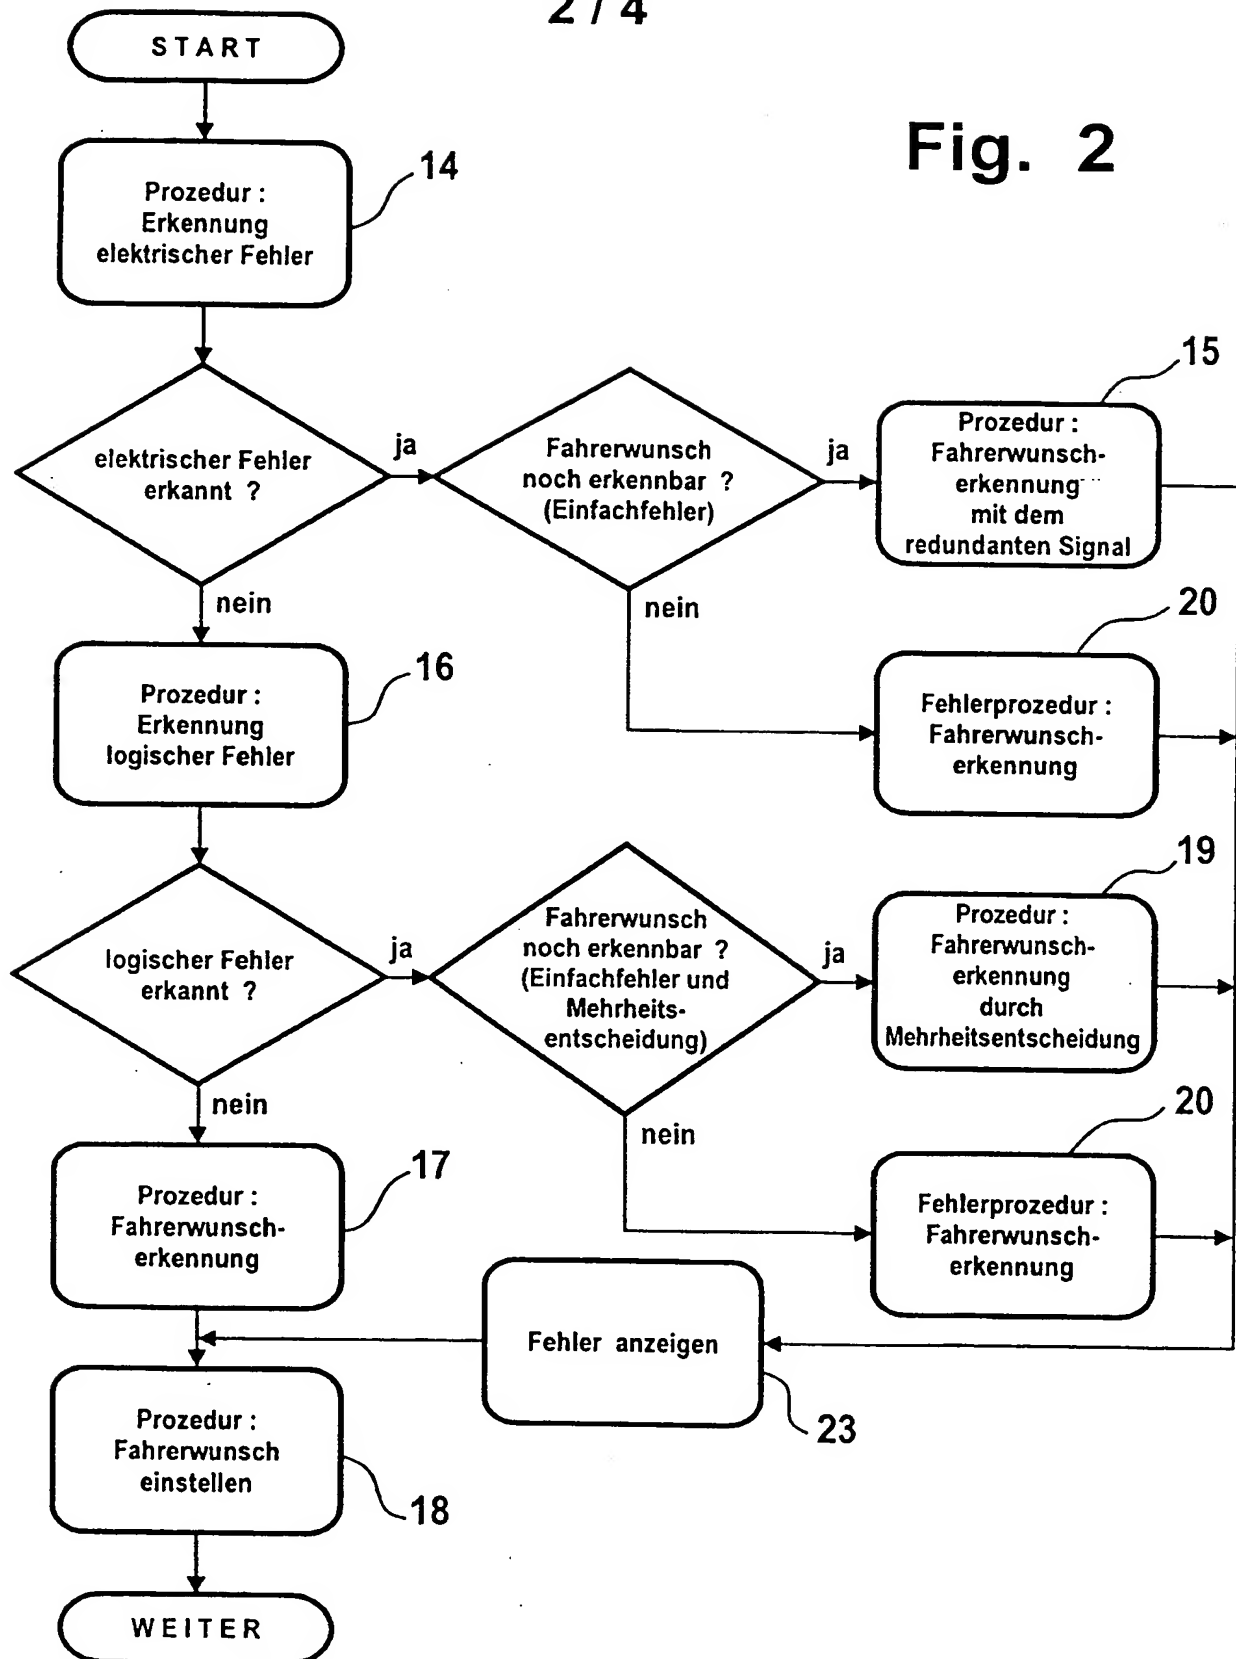 2 / 4
START
Fig. 2
14
Prozedur :
Erkennung
elektrischer Fehler
15
elektrischer Fehler
erkannt ?
ja
Fahrerwunsch
noch erkennbar ?
(Einfachfehler)
ja
Prozedur :
Fahrerwunsch-
erkennung
mit dem
redundanten Signal
nein
nein
20
Fehlerprozedur :
Fahrerwunsch-
erkennung
16
Prozedur :
Erkennung
logischer Fehler
19
logischer Fehler
erkannt ?
ja
Fahrerwunsch
noch erkennbar ?
(Einfachfehler und
Mehrheits-
entscheidung)
ja
Prozedur :
Fahrerwunsch-
erkennung
durch
Mehrheitsentscheidung
nein
nein
20
Fehlerprozedur :
Fahrerwunsch-
erkennung
17
Prozedur :
Fahrerwunsch-
erkennung
Fehler anzeigen
23
Prozedur :
Fahrerwunsch
einstellen
18
WEITER